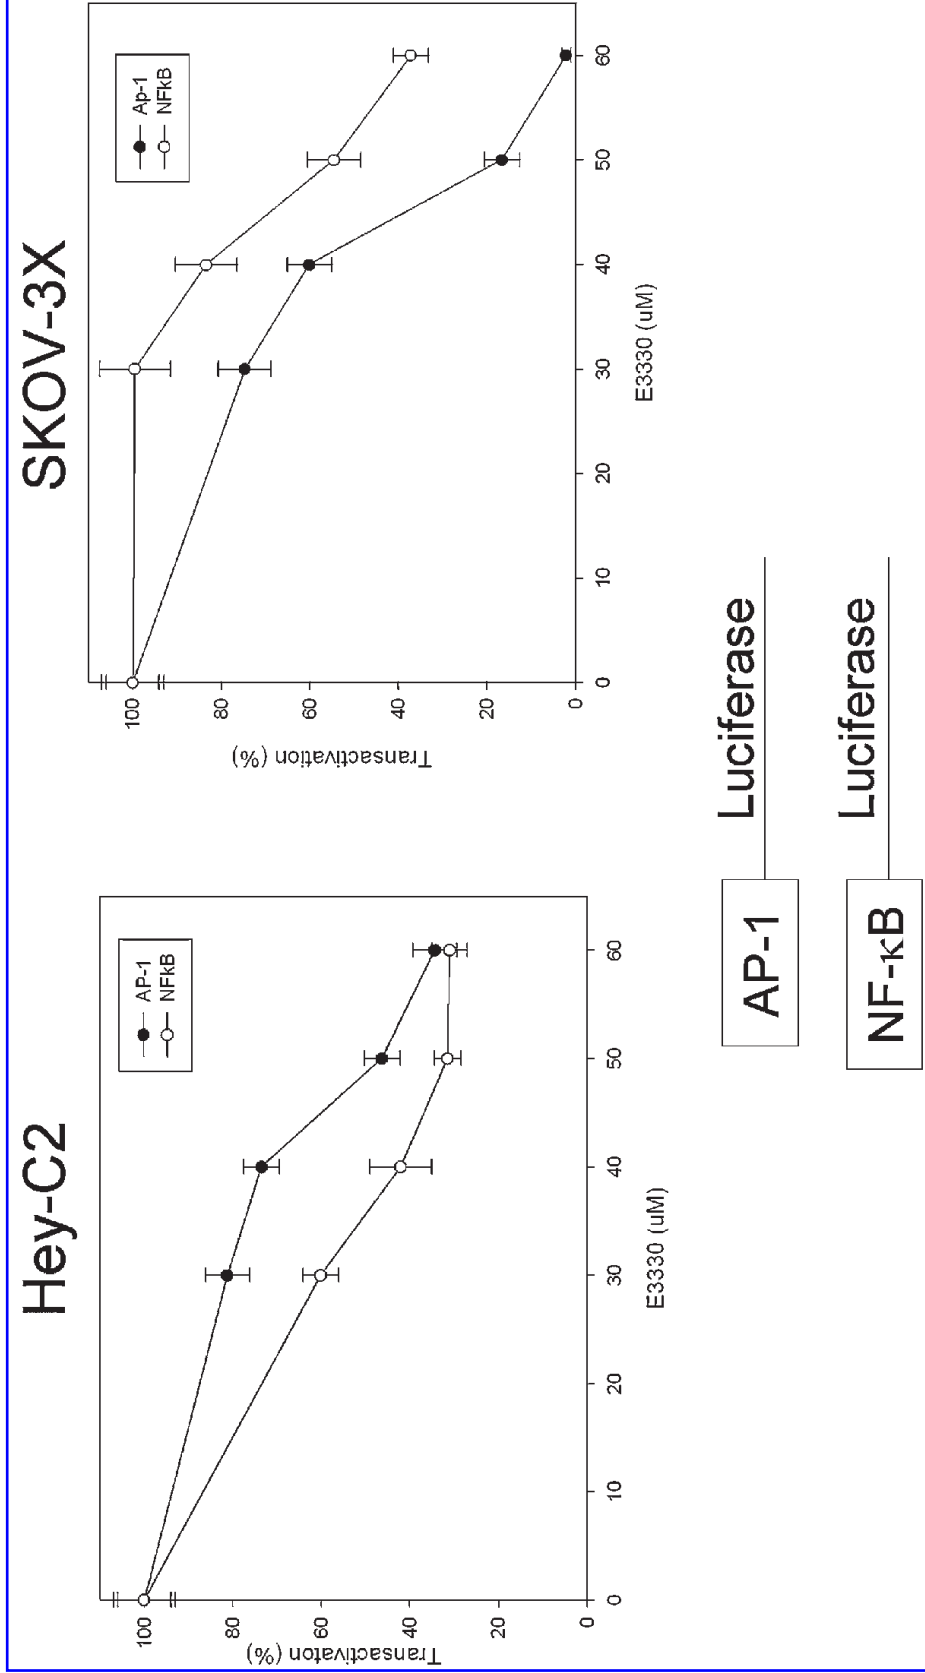 Hey-C2
AP-1
NFkB
Transactivaton (%)
100
80
60
40
20
0
0
10
20
30
40
50
60
E3330 (uM)
SKOV-3X
Ap-1
NFkB
Transactivation (%)
100
80
60
40
20
0
0
10
20
30
40
50
60
E3330 (uM)
AP-1 Luciferase
NF-κB Luciferase